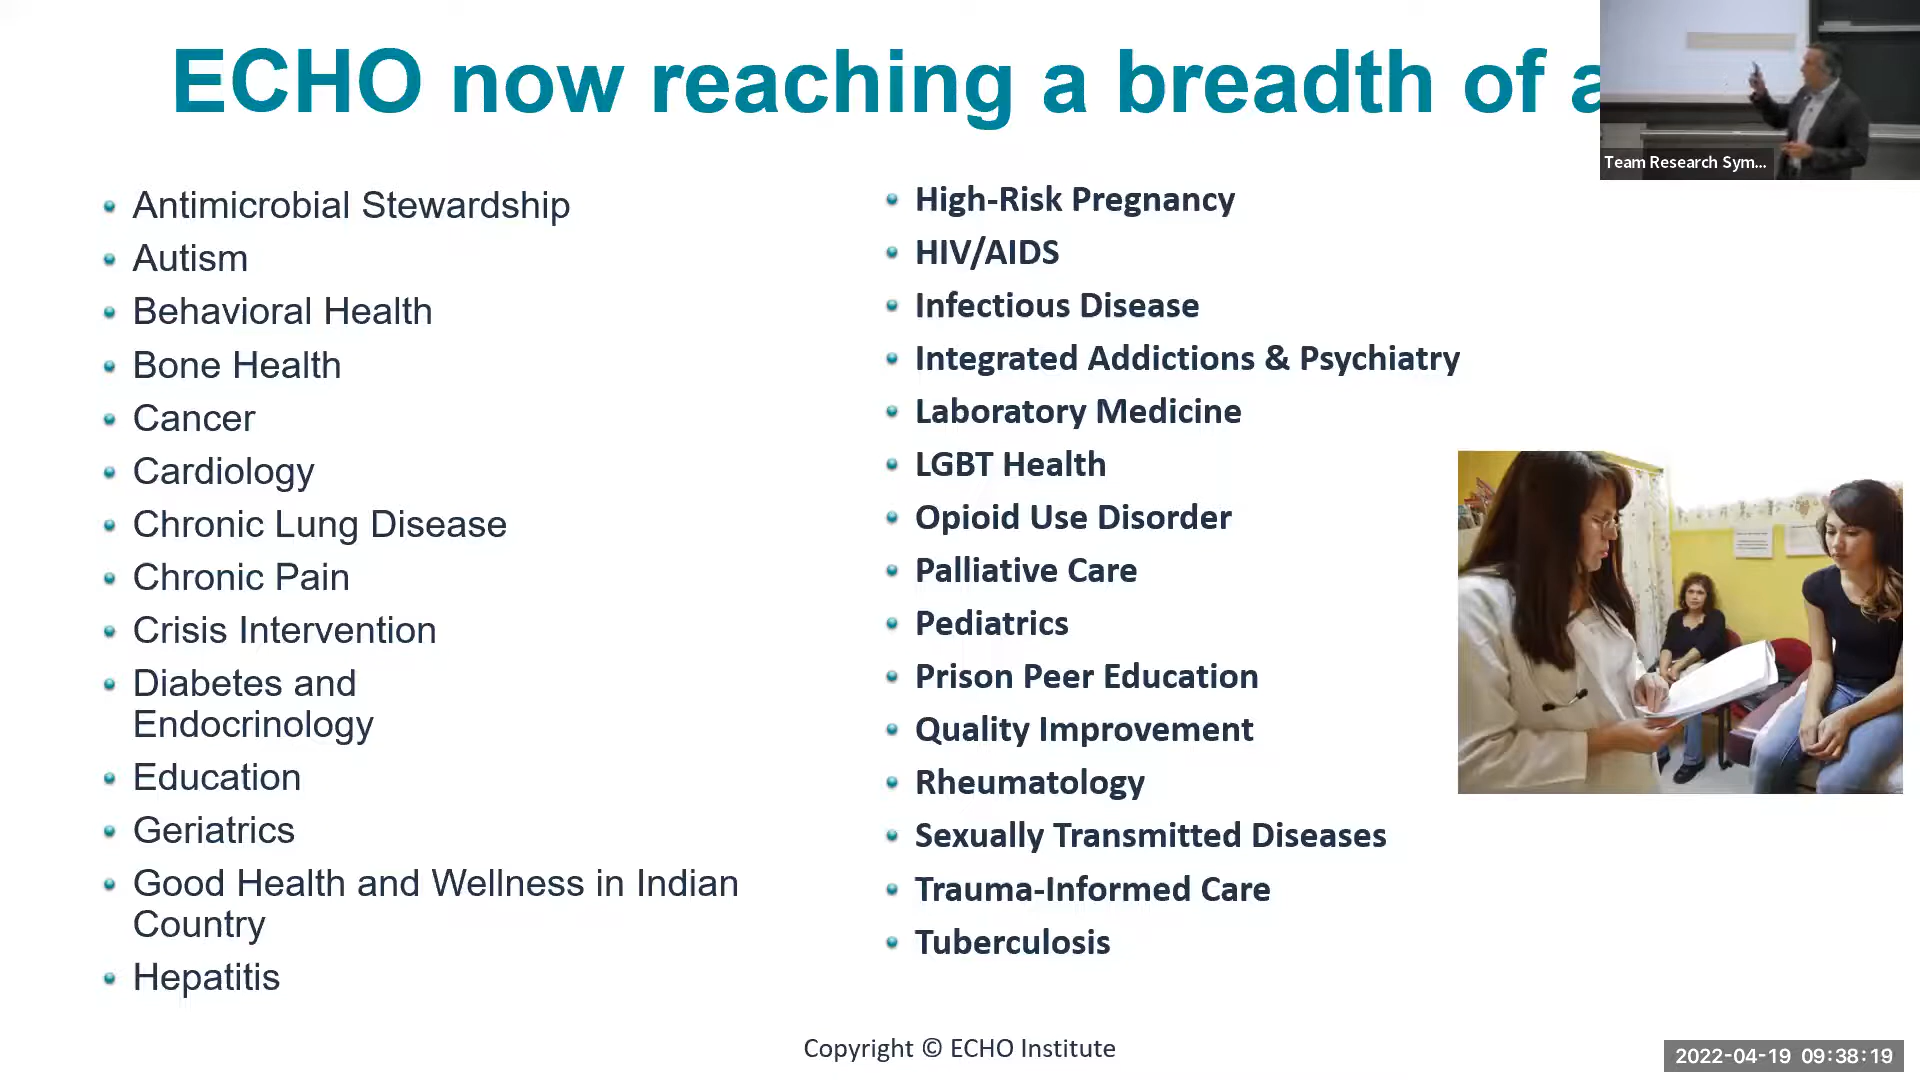 ECHO now reaching a breadth of
Team Research Sym...
Antimicrobial Stewardship
Autism
Behavioral Health
Bone Health
Cancer
Cardiology
Chronic Lung Disease
Chronic Pain
Crisis Intervention
Diabetes and
Endocrinology
Education
Geriatrics
Good Health and Wellness in Indian
Country
Hepatitis
High-Risk Pregnancy
HIV/AIDS
Infectious Disease
Integrated Addictions & Psychiatry
Laboratory Medicine
LGBT Health
Opioid Use Disorder
Palliative Care
Pediatrics
Prison Peer Education
Quality Improvement
Rheumatology
Sexually Transmitted Diseases
Trauma-Informed Care
Tuberculosis
Copyright © ECHO Institute
2022-04-19 09:38:19